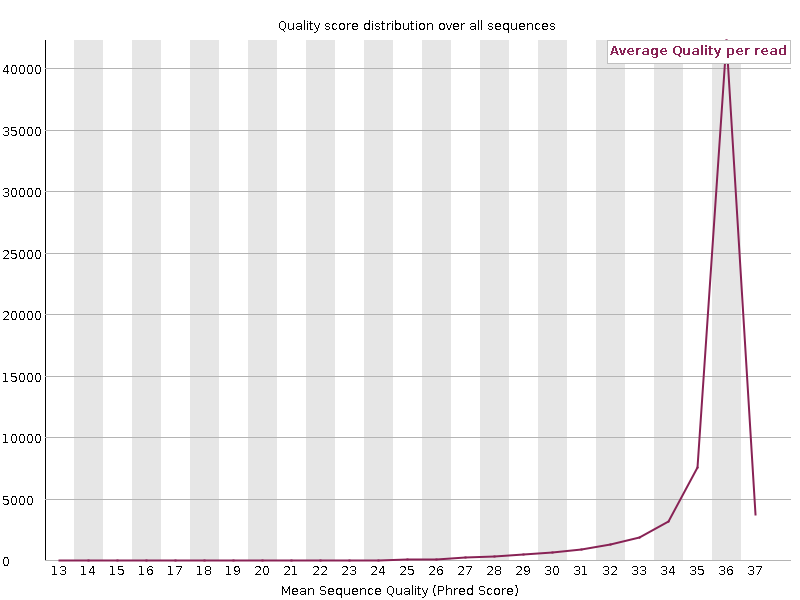 Quality score distribution over all sequences
Average Quality per read
40000
35000
30000
25000
20000
15000
10000
5000
0
13 14 15 16 17 18 19 20 21 22 23 24 25 26 27 28 29 30 31 32 33 34 35 36 37
Mean Sequence Quality (Phred Score)